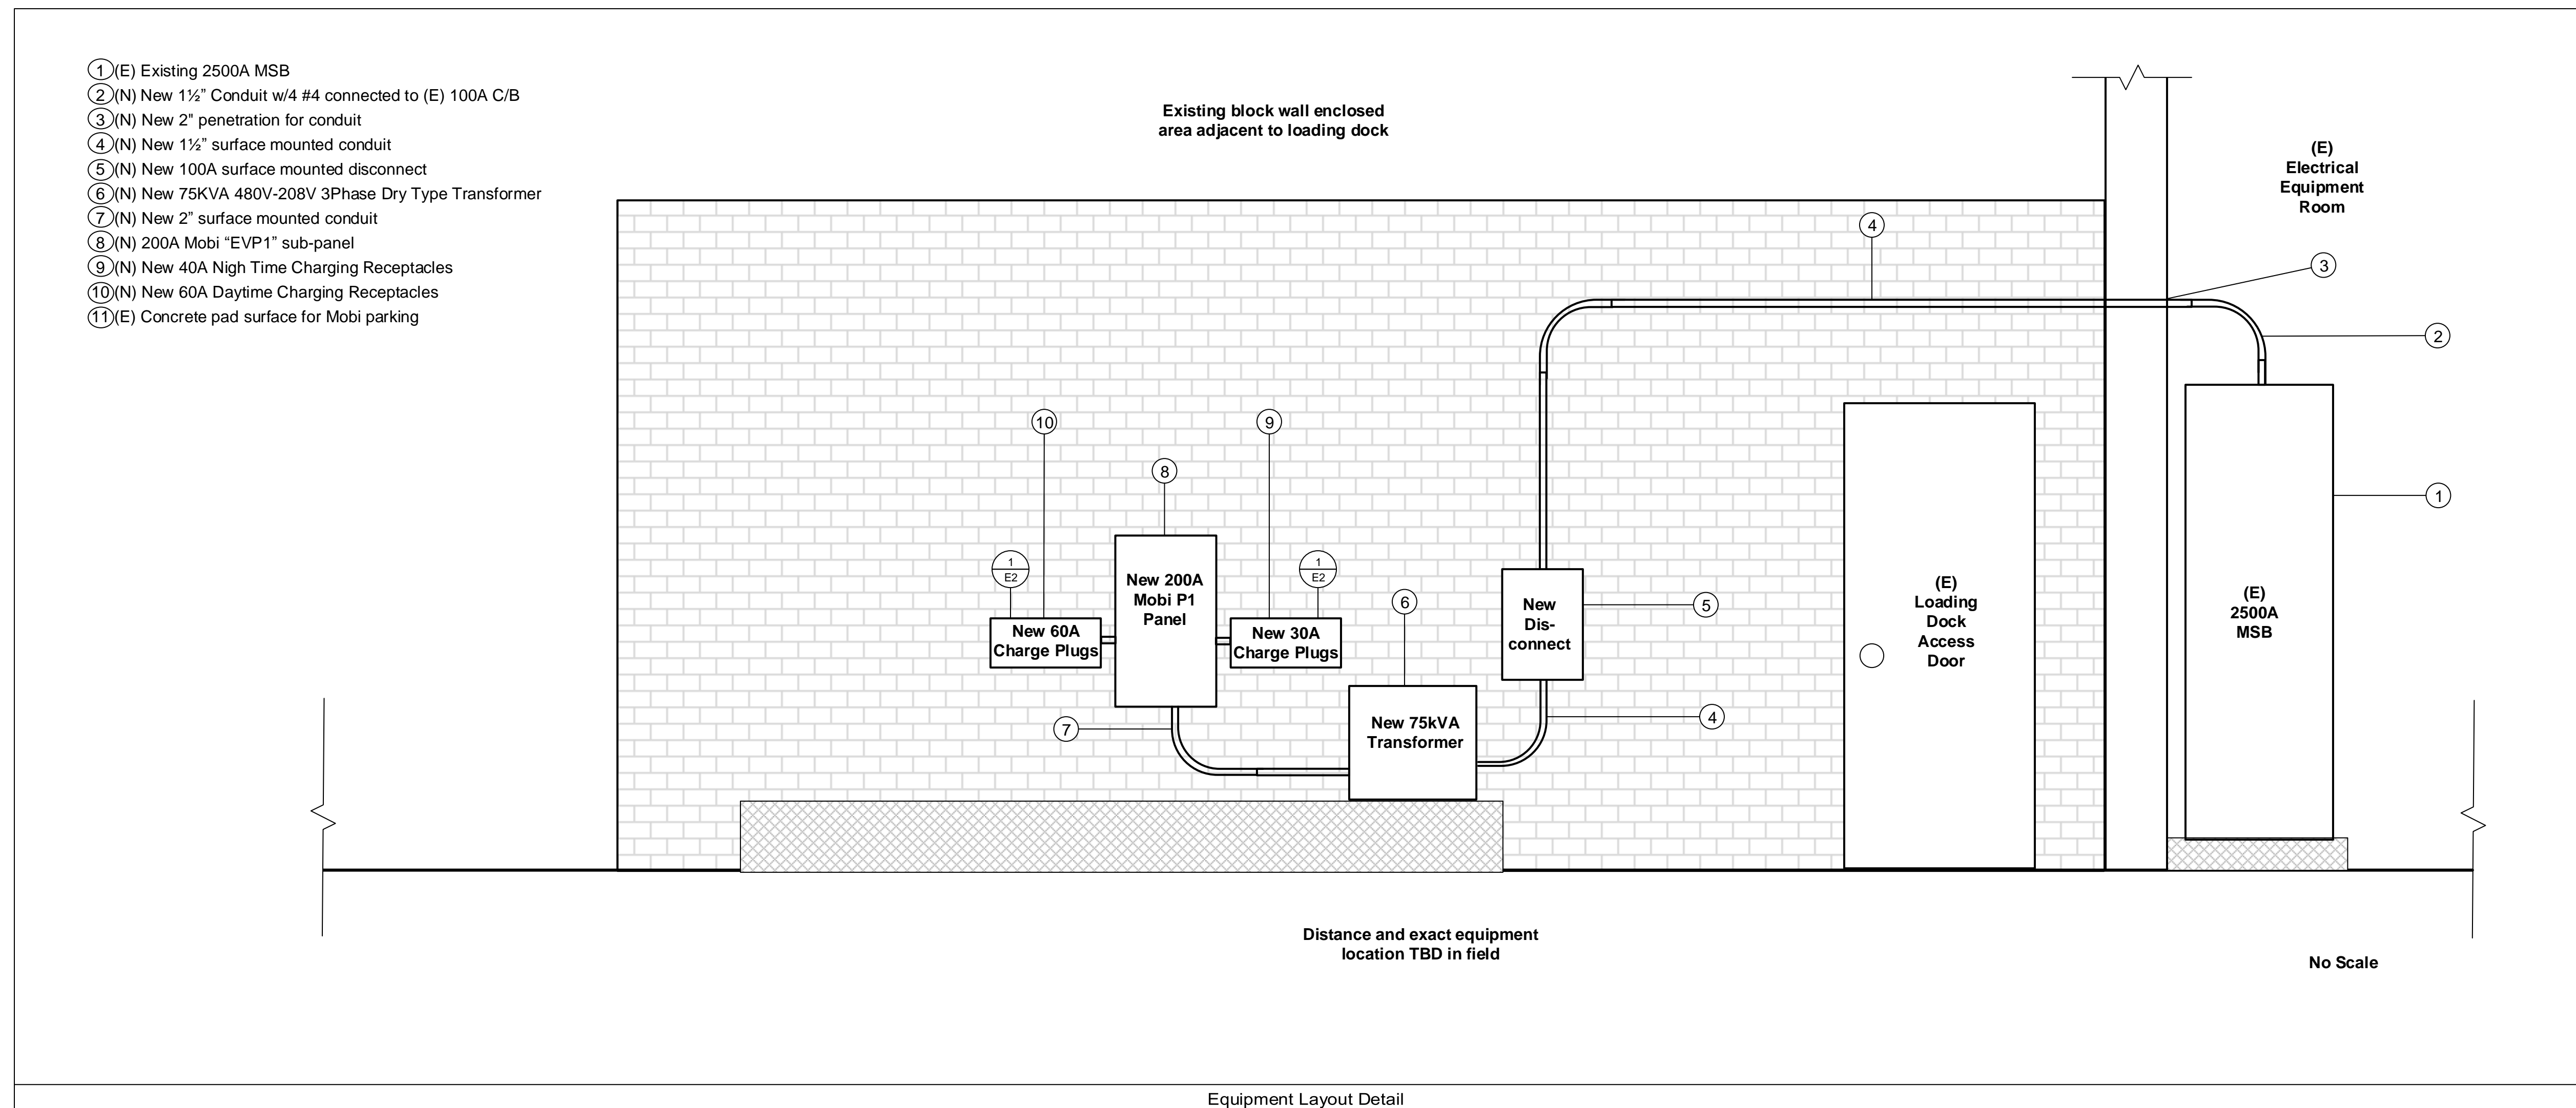 1 (E) Existing 2500A MSB
2 (N) New 1½” Conduit w/4 #4 connected to (E) 100A C/B
3 (N) New 2" penetration for conduit
4 (N) New 1½” surface mounted conduit
5 (N) New 100A surface mounted disconnect
6 (N) New 75KVA 480V-208V 3Phase Dry Type Transformer
7 (N) New 2” surface mounted conduit
8 (N) 200A Mobi “EVP1” sub-panel
9 (N) New 40A Nigh Time Charging Receptacles
10 (N) New 60A Daytime Charging Receptacles
11 (E) Concrete pad surface for Mobi parking
Existing block wall enclosed
area adjacent to loading dock
(E)
Electrical
Equipment
Room
4
3
2
10
9
8
1
1
E2
1
E2
New 60A
Charge Plugs
New 200A
Mobi P1
Panel
New 30A
Charge Plugs
6
New
Dis-
connect
5
(E)
Loading
Dock
Access
Door
(E)
2500A
MSB
7
New 75kVA
Transformer
4
Distance and exact equipment
location TBD in field
No Scale
Equipment Layout Detail